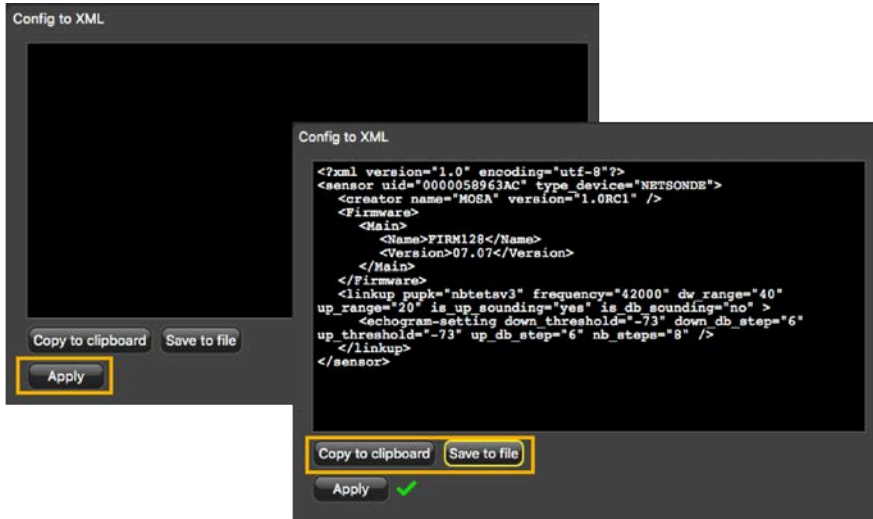 Config to XML
Copy to clipboard Save to file
Apply
Config to XML
<?xml version="1.0" encoding="utf-8"?>
<sensor uid="0000058963AC" type_device="NETSONDE">
<creator name="MOSA" version="1.0RC1" />
<Firmware>
<Main>
<Name>FIRM128</Name>
<Version>07.07</Version>
</Main>
</Firmware>
<linkup pupk="nbtetsv3" frequency="42000" dw_range="40"
up_range="20" is_up_sounding="yes" is_db_sounding="no" >
<echogram-setting down_threshold="-73" down_db_step="6"
up_threshold="-73" up_db_step="6" nb_steps="8" />
</linkup>
</sensor>
Copy to clipboard Save to file
Apply